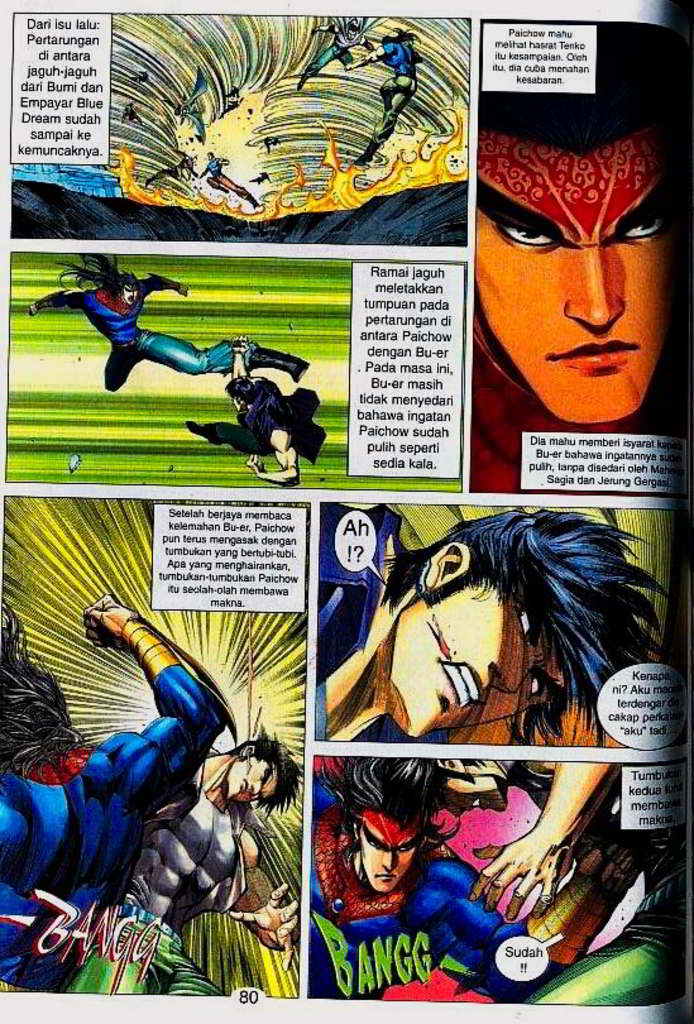 Dari isu lalu:
Pertarungan
di antara
jaguh-jaguh
dari Bumi dan
Empayar Blue
Dream sudah
sampai ke
kemuncaknya.
Paichow mahu
melihat hasrat Tenko
itu kesampaian. Oleh
itu, dia cuba menahan
kesabaran.
Ramai jaguh
meletakkan
tumpuan pada
pertarungan di
antara Paichow
dengan Bu-er
. Pada masa ini,
Bu-er masih
tidak menyedari
bahawa ingatan
Paichow sudah
pulih seperti
sedia kala.
Dia mahu memberi isyarat kepada
Bu-er bahawa ingatannya sudah
pulih, tanpa disedari oleh
Sagia dan Jerung Gergasi.
Setelah berjaya membaca
kelemahan Bu-er, Paichow
pun terus mengasak dengan
tumbukan yang bertubi-tubi.
Apa yang menghairankan,
tumbukan-tumbukan Paichow
itu seolah-olah membawa
makna.
BANGG
Ah
!?
Kenapa
ni? Aku
terdengar dia
cakap
"aku" tadi...
Tumbukan
kedua
membawa
makna
BANGG
Sudah
!!
80